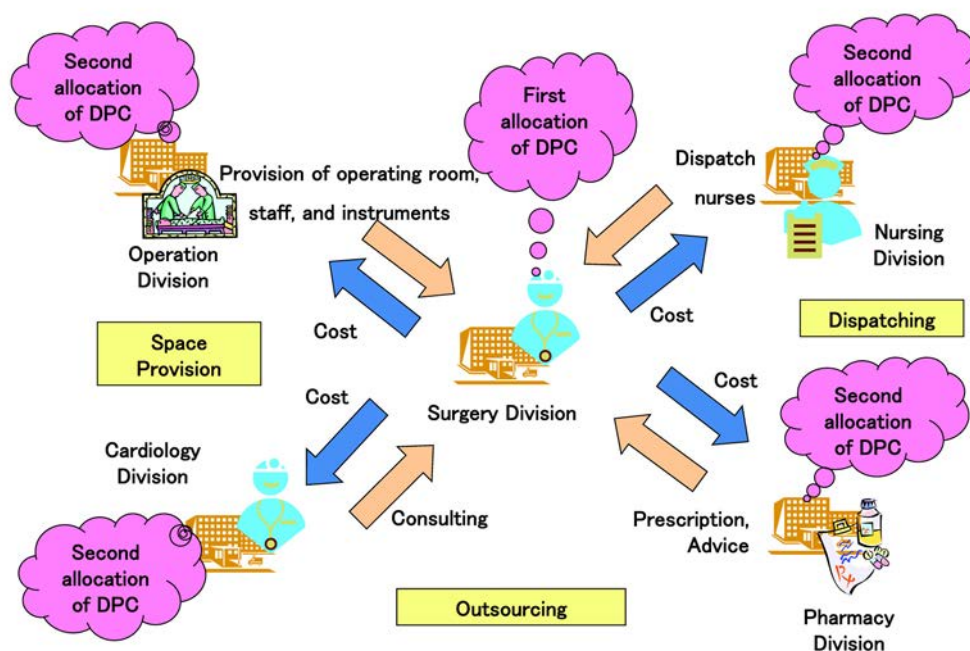 Second
allocation
of DPC
First
allocation
of DPC
Second
allocation
of DPC
Provision of operating room,
staff, and instruments
Dispatch
nurses
Operation
Division
Nursing
Division
Cost
Cost
Space
Provision
Dispatching
Cost
Cost
Surgery Division
Second
allocation
of DPC
Cardiology
Division
Consulting
Prescription,
Advice
Second
allocation
of DPC
Outsourcing
Pharmacy
Division